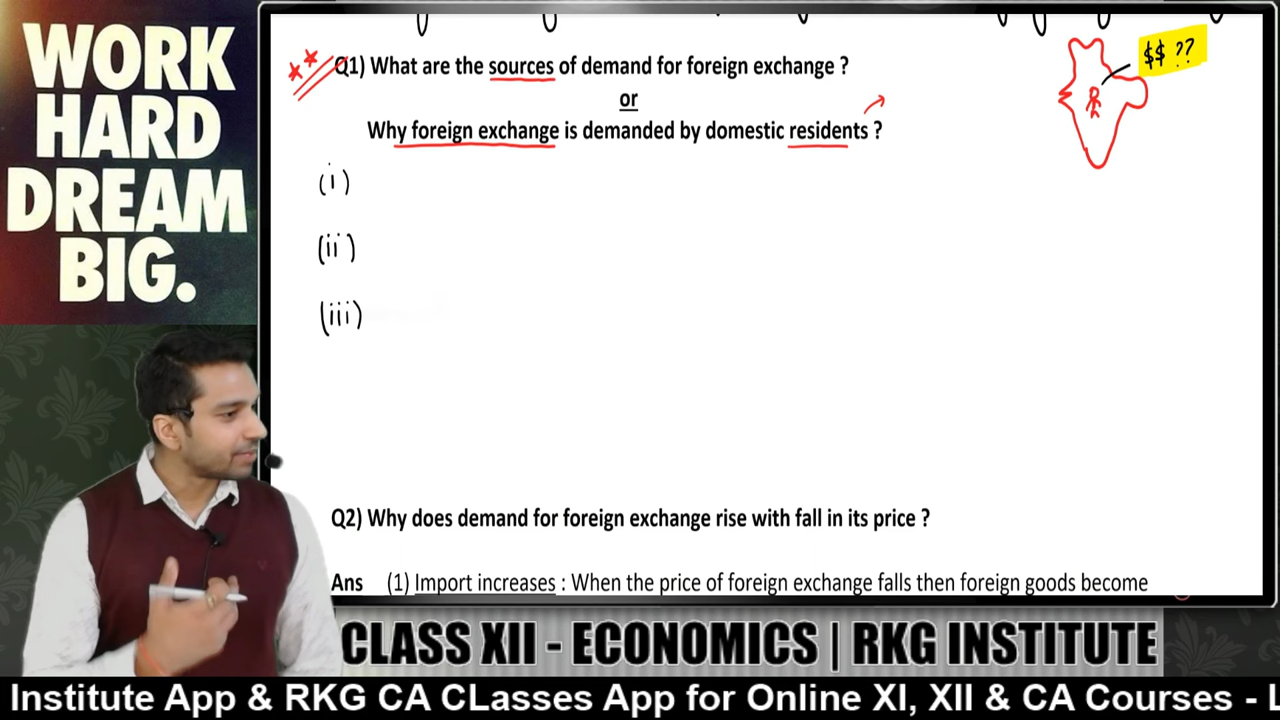 WORK
HARD
DREAM
BIG.
$$ ??
Q1) What are the sources of demand for foreign exchange ?
or
Why foreign exchange is demanded by domestic residents ?
(i)
(ii)
(iii)
Q2) Why does demand for foreign exchange rise with fall in its price ?
Ans (1) Import increases : When the price of foreign exchange falls then foreign goods become
CLASS XII - ECONOMICS | RKG INSTITUTE
Institute App & RKG CA CLasses App for Online XI, XII & CA Courses - L